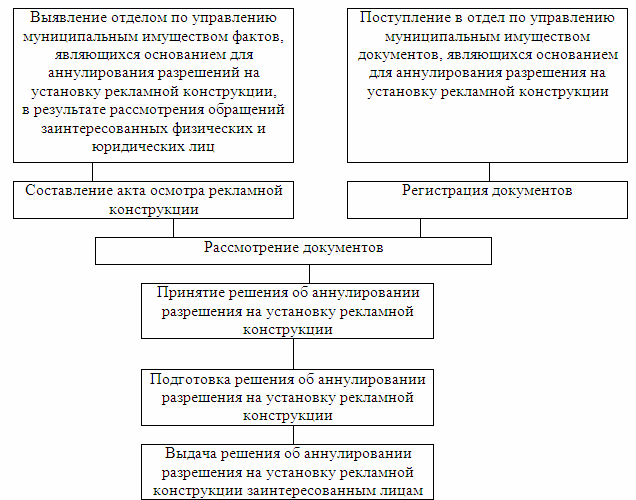 Выявление отделом по управлению
муниципальным имуществом фактов,
являющихся основанием для
аннулирования разрешений на
установку рекламной конструкции,
в результате рассмотрения обращений
заинтересованных физических и
юридических лиц
Поступление в отдел по управлению
муниципальным имуществом
документов, являющихся основанием
для аннулирования разрешения на
установку рекламной конструкции
Составление акта осмотра рекламной
конструкции
Регистрация документов
Рассмотрение документов
Принятие решения об аннулировании
разрешения на установку рекламной
конструкции
Подготовка решения об аннулировании
разрешения на установку рекламной
конструкции
Выдача решения об аннулировании
разрешения на установку рекламной
конструкции заинтересованным лицам